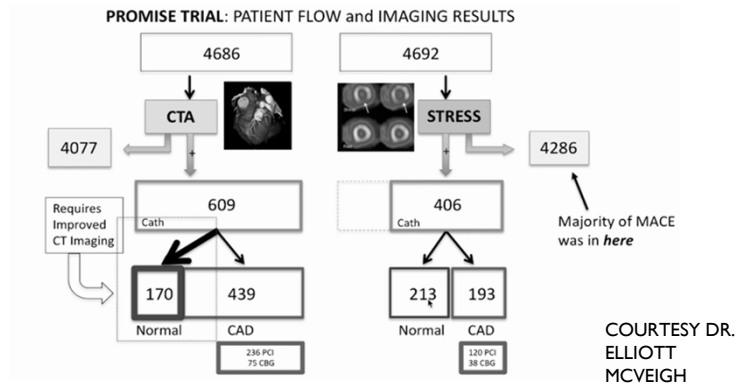 PROMISE TRIAL: PATIENT FLOW and IMAGING RESULTS
4686
4692
CTA
STRESS
4077
+
+
4286
609
Cath
406
Cath
Requires
Improved
CT Imaging
Majority of MACE
was in here
170
439
213
193
Normal
CAD
Normal
CAD
236 PCI
75 CBG
120 PCI
38 CBG
COURTESY DR.
ELLIOTT
MCVEIGH